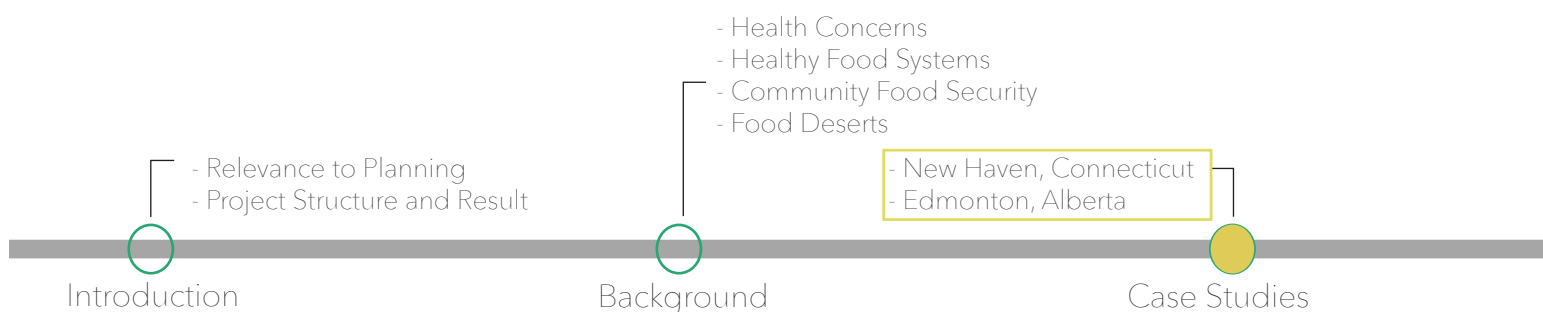 - Relevance to Planning
- Project Structure and Result
Introduction
- Health Concerns
- Healthy Food Systems
- Community Food Security
- Food Deserts
Background
- New Haven, Connecticut
- Edmonton, Alberta
Case Studies